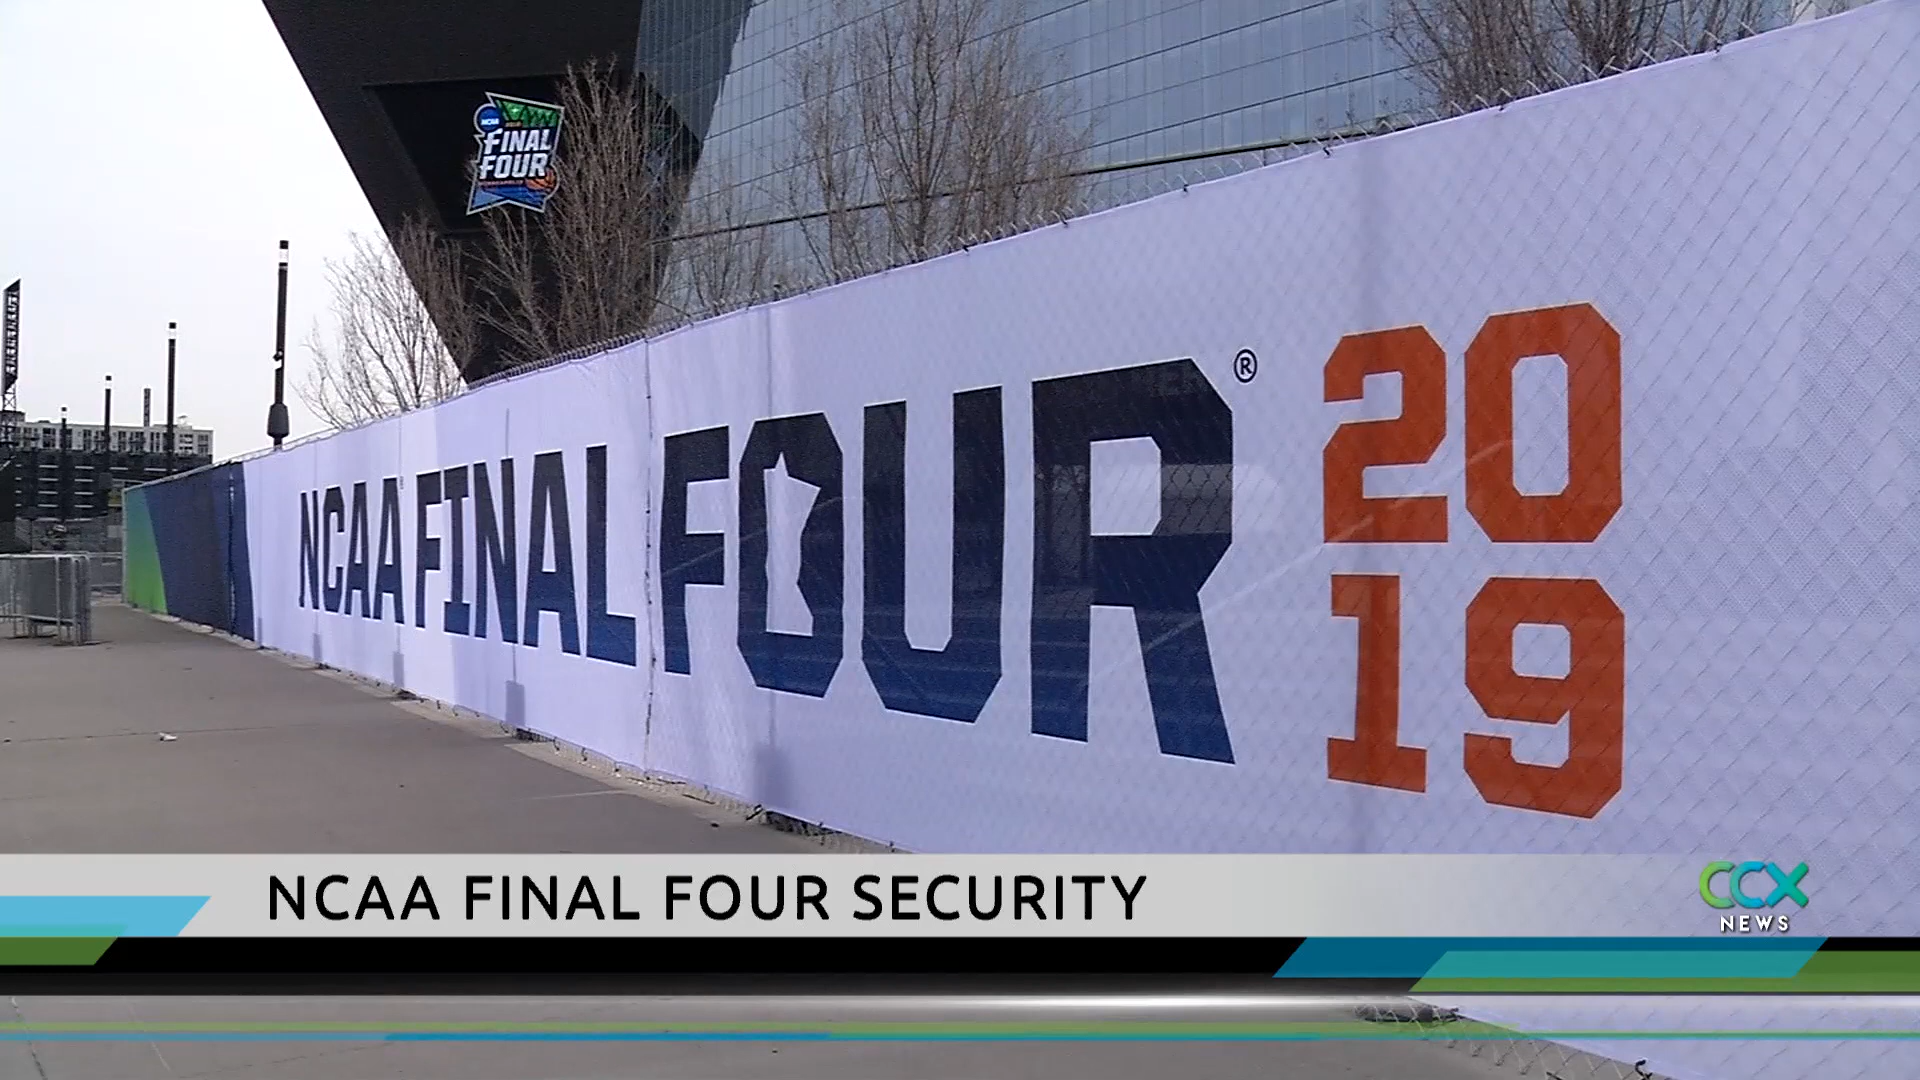 NCAA
FINAL
FOUR
NCAA FINAL FOUR® 20
19
NCAA FINAL FOUR SECURITY
CCX
NEWS